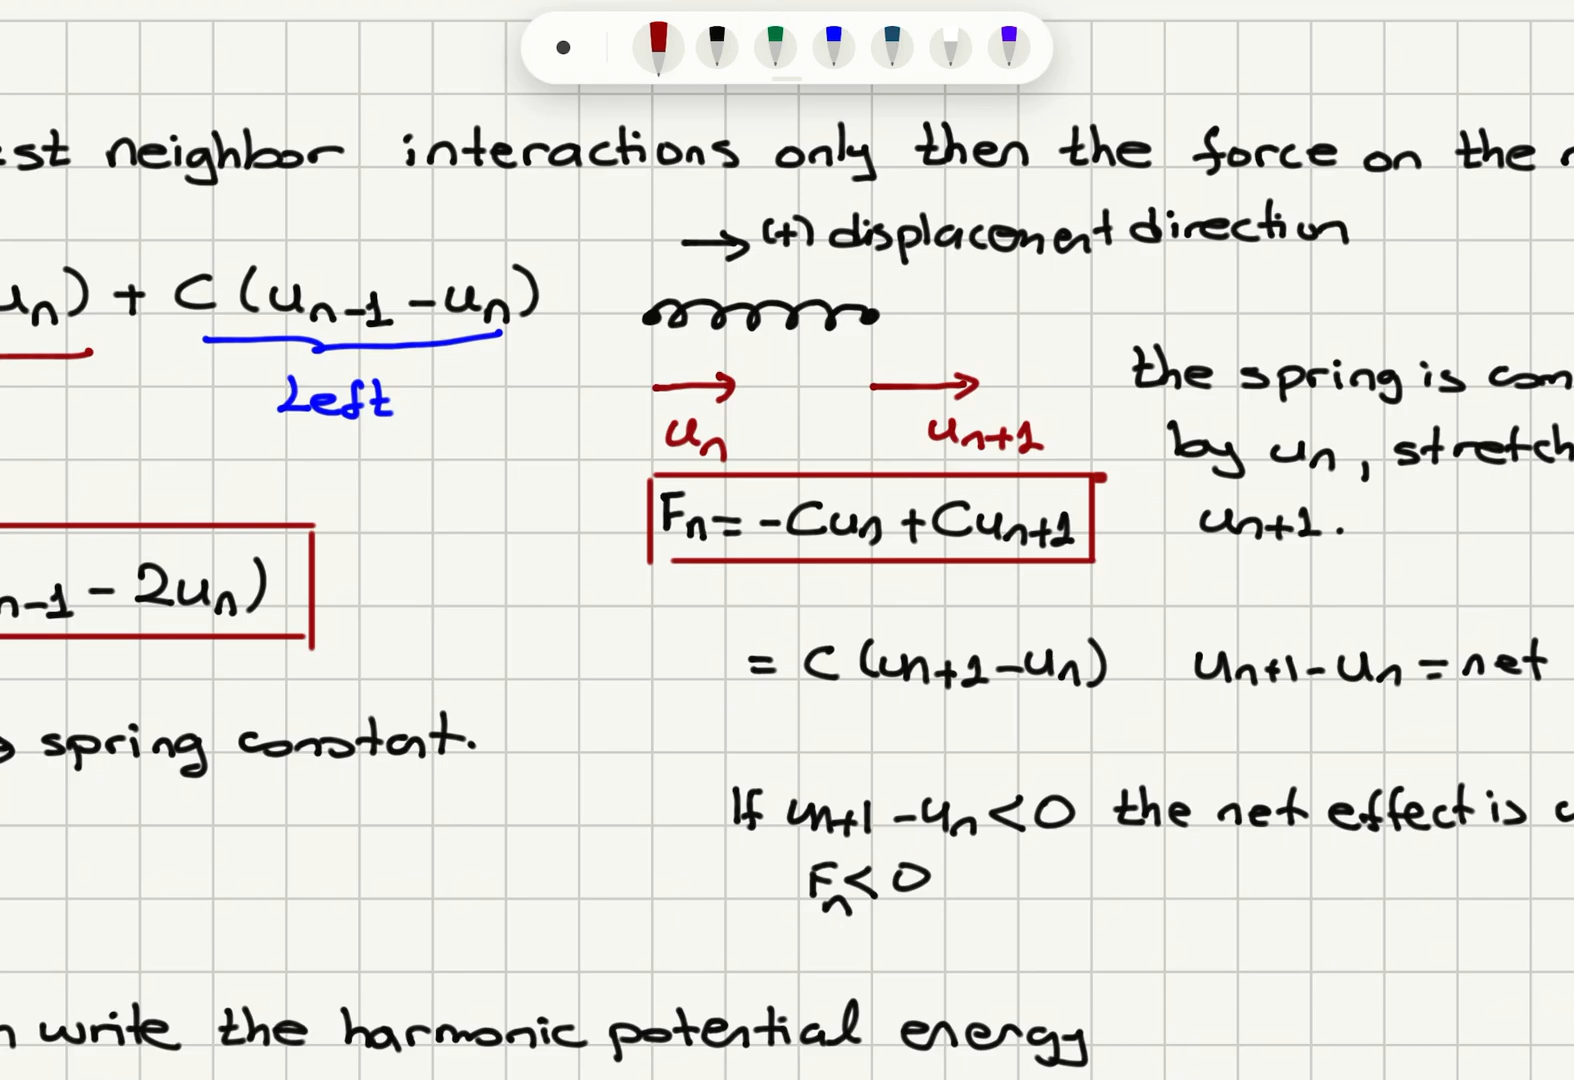 est neighbor interactions only then the force on the
→ (+) displacement direction
un) + C (un-1 - un)
Left
un
un+1
the spring is com
by un, stretch
un+1.
Fn = -Cun + Cun+1
n-1 - 2un)
= C (un+1 - un) un+1 - un = net
→ spring constant.
If un+1 - un < 0 the net effect is c
Fn < 0
n write the harmonic potential energy